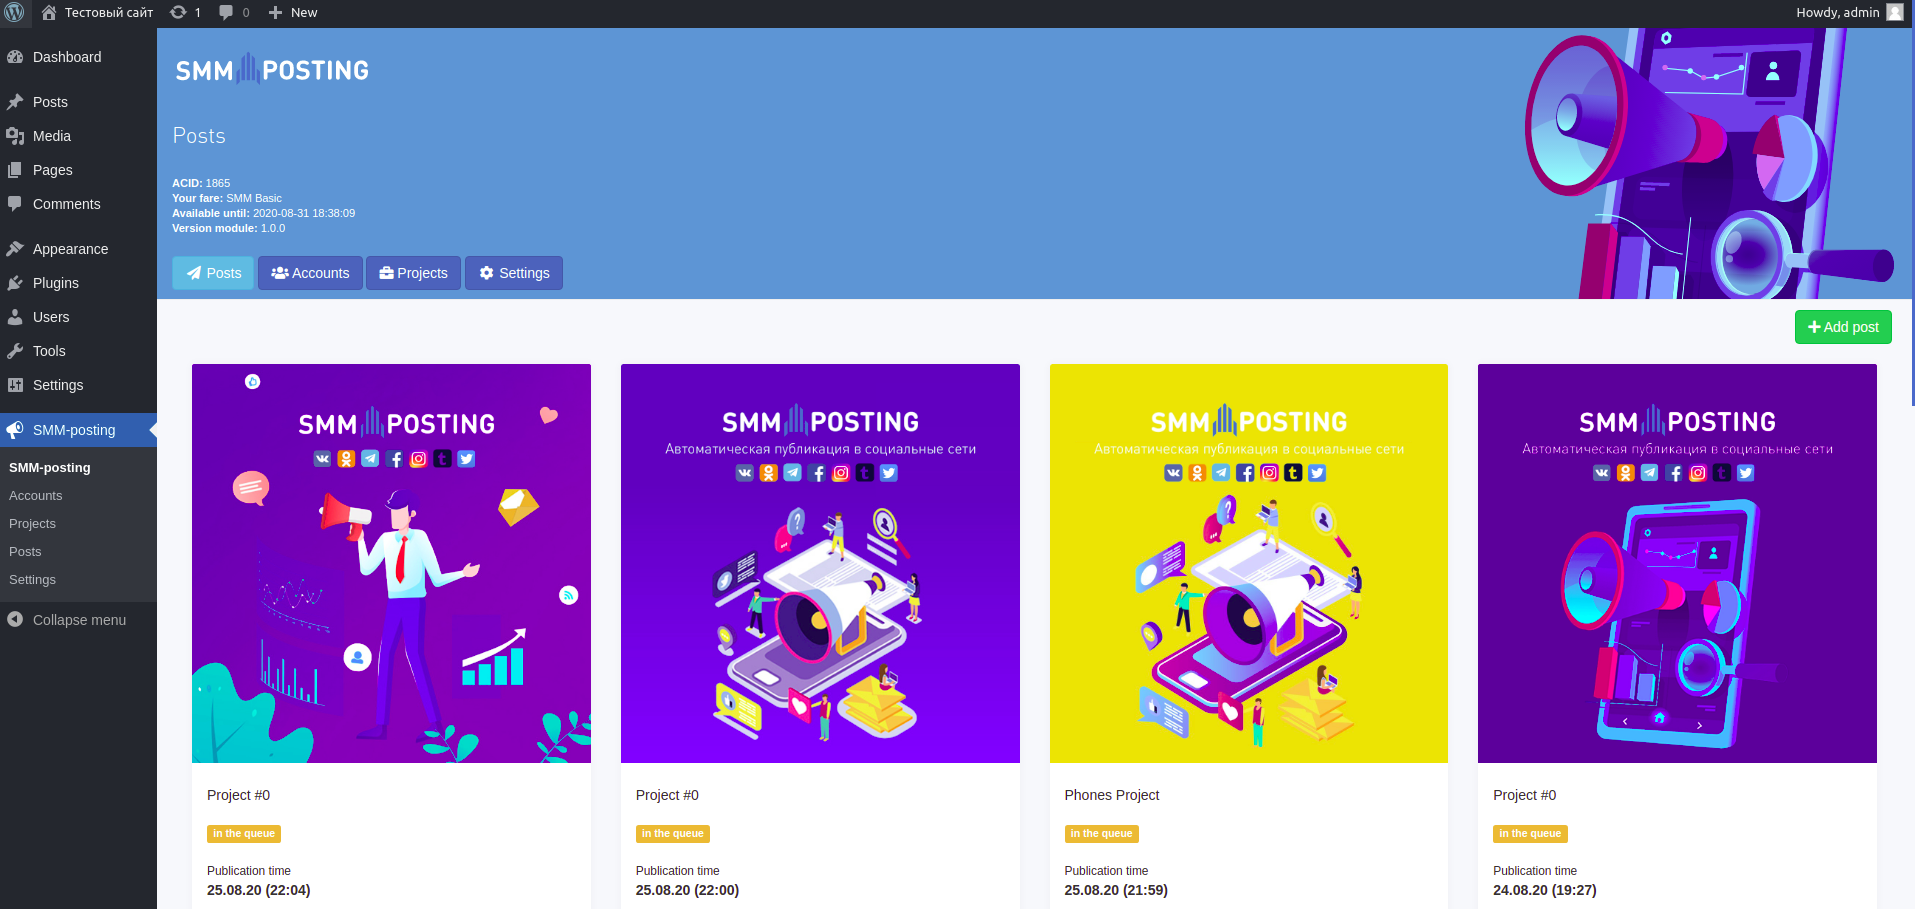 Тестовый сайт 1 0 New Howdy, admin
Dashboard
Posts
Media
Pages
Comments
Appearance
Plugins
Users
Tools
Settings
SMM-posting
SMM-posting
Accounts
Projects
Posts
Settings
Collapse menu
SMM POSTING
Posts
ACID: 1865
Your fare: SMM Basic
Available until: 2020-08-31 18:38:09
Version module: 1.0.0
Posts Accounts Projects Settings
Add post
SMM POSTING
Project #0
in the queue
Publication time
25.08.20 (22:04)
SMM POSTING
Автоматическая публикация в социальные сети
Project #0
in the queue
Publication time
25.08.20 (22:00)
SMM POSTING
Автоматическая публикация в социальные сети
Phones Project
in the queue
Publication time
25.08.20 (21:59)
SMM POSTING
Автоматическая публикация в социальные сети
Project #0
in the queue
Publication time
24.08.20 (19:27)